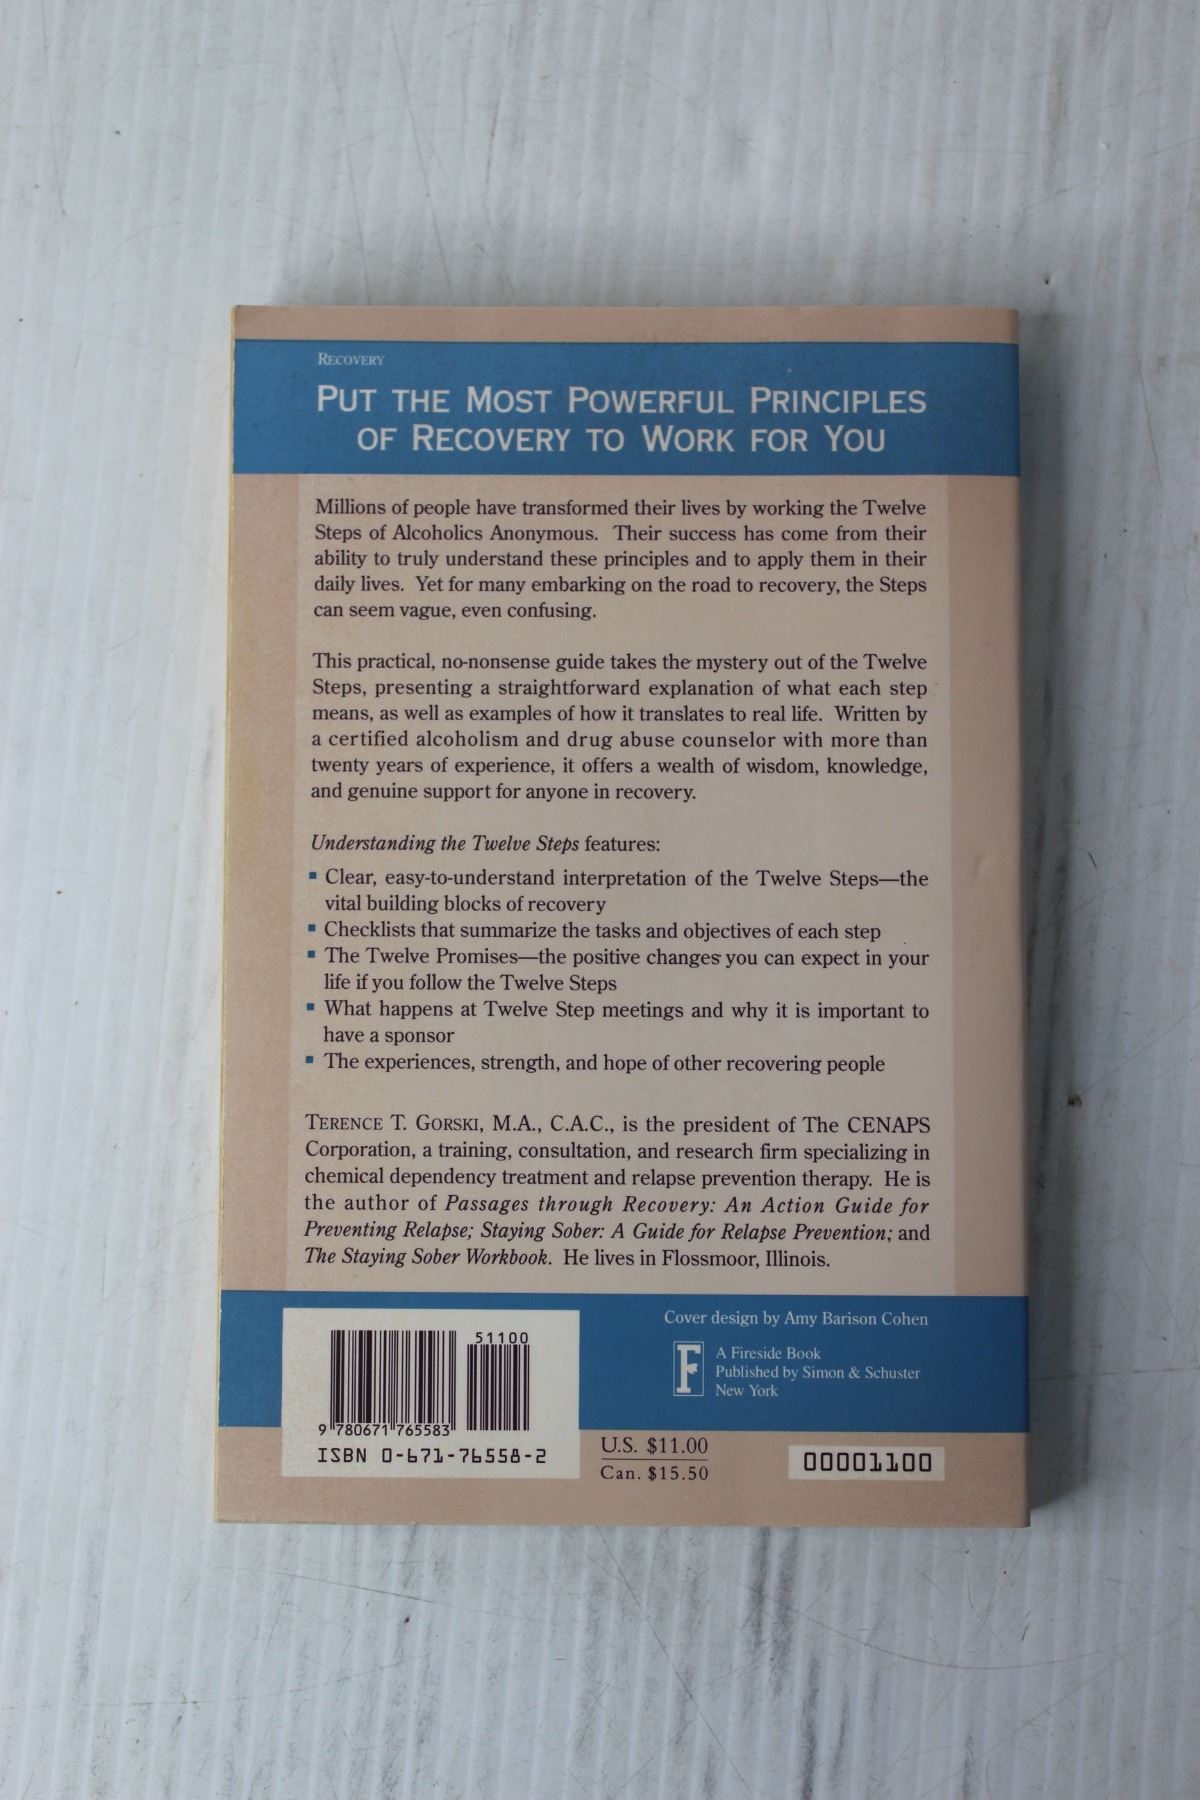 RECOVERY
PUT THE MOST POWERFUL PRINCIPLES
OF RECOVERY TO WORK FOR YOU
Millions of people have transformed their lives by working the Twelve
Steps of Alcoholics Anonymous. Their success has come from their
ability to truly understand these principles and to apply them in their
daily lives. Yet for many embarking on the road to recovery, the Steps
can seem vague, even confusing.
This practical, no-nonsense guide takes the mystery out of the Twelve
Steps, presenting a straightforward explanation of what each step
means, as well as examples of how it translates to real life. Written by
a certified alcoholism and drug abuse counselor with more than
twenty years of experience, it offers a wealth of wisdom, knowledge,
and genuine support for anyone in recovery.
Understanding the Twelve Steps features:
▪ Clear, easy-to-understand interpretation of the Twelve Steps—the
vital building blocks of recovery
▪ Checklists that summarize the tasks and objectives of each step
▪ The Twelve Promises—the positive changes you can expect in your
life if you follow the Twelve Steps
▪ What happens at Twelve Step meetings and why it is important to
have a sponsor
▪ The experiences, strength, and hope of other recovering people
TERENCE T. GORSKI, M.A., C.A.C., is the president of The CENAPS
Corporation, a training, consultation, and research firm specializing in
chemical dependency treatment and relapse prevention therapy. He is
the author of Passages through Recovery: An Action Guide for
Preventing Relapse; Staying Sober: A Guide for Relapse Prevention; and
The Staying Sober Workbook. He lives in Flossmoor, Illinois.
Cover design by Amy Barison Cohen
F
A Fireside Book
Published by Simon & Schuster
New York
51100
9 780671 765583
ISBN 0-671-76558-2
U.S. $11.00
Can. $15.50
00001100